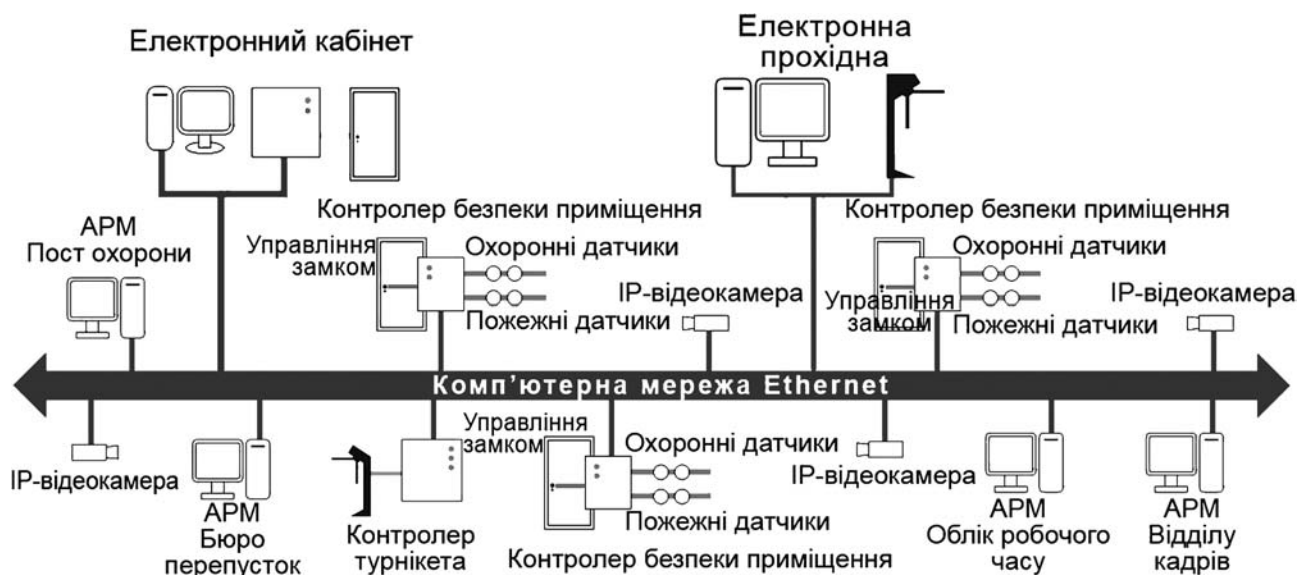 Електронний кабінет
Електронна
прохідна
АРМ
Пост охорони
Контролер безпеки приміщення
Управління
замком
Охоронні датчики
Пожежні датчики
IP-відеокамера
Контролер безпеки приміщення
Охоронні датчики
Управління
замком
Пожежні датчики
IP-відеокамера
Комп’ютерна мережа Ethernet
IP-відеокамера
АРМ
Бюро
перепусток
Контролер
турнікета
Управління
замком
Охоронні датчики
Пожежні датчики
Контролер безпеки приміщення
IP-відеокамера
АРМ
Облік робочого
часу
АРМ
Відділу
кадрів